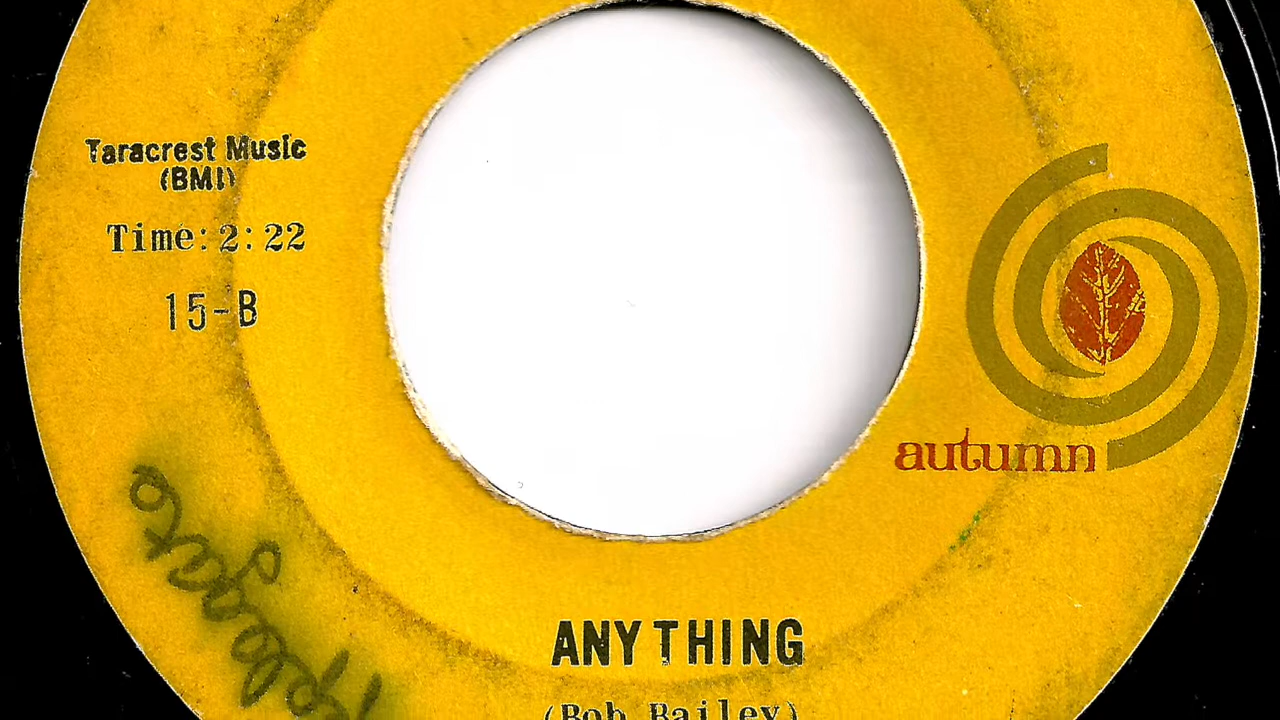 Taracrest Music
(BMI)
Time: 2:22
15-B
autumn
ANYTHING
(Bob Bailey)